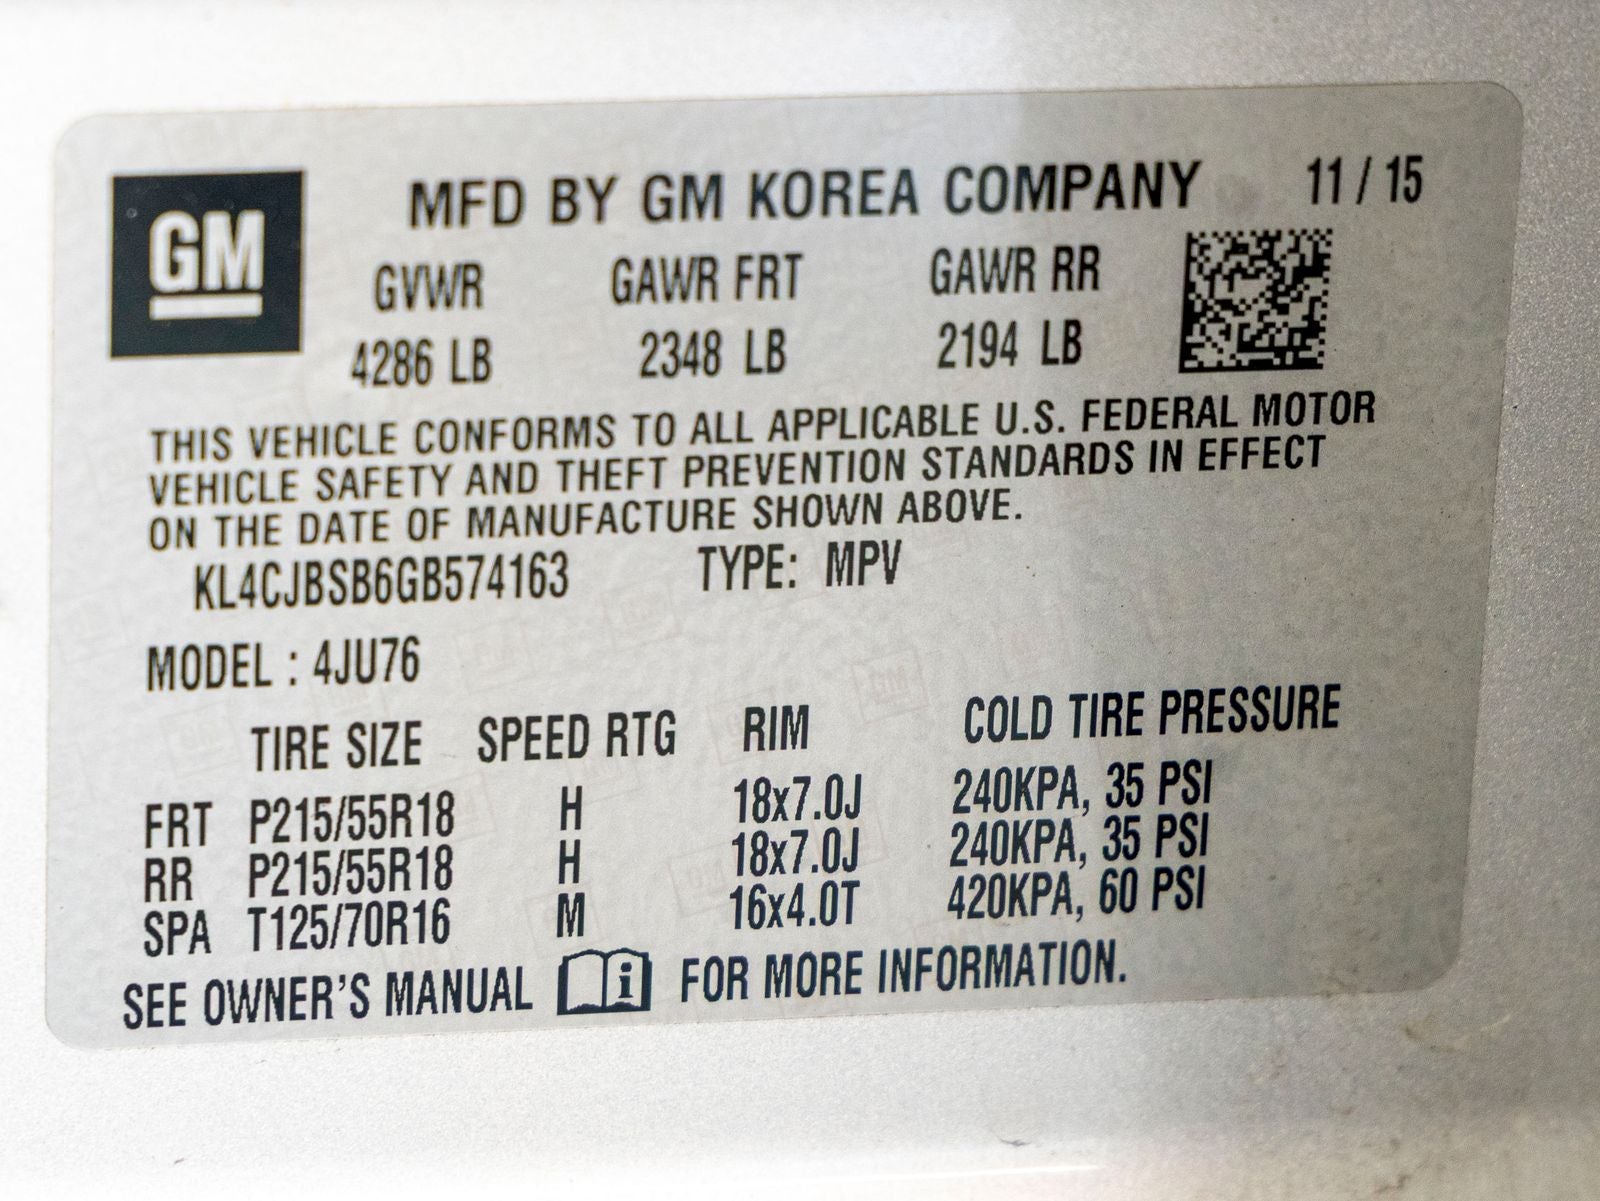 GM
MFD BY GM KOREA COMPANY 11 / 15
GVWR GAWR FRT GAWR RR
4286 LB 2348 LB 2194 LB
THIS VEHICLE CONFORMS TO ALL APPLICABLE U.S. FEDERAL MOTOR
VEHICLE SAFETY AND THEFT PREVENTION STANDARDS IN EFFECT
ON THE DATE OF MANUFACTURE SHOWN ABOVE.
KL4CJBSB6GB574163 TYPE: MPV
MODEL : 4JU76
TIRE SIZE SPEED RTG RIM COLD TIRE PRESSURE
FRT P215/55R18 H 18x7.0J 240KPA, 35 PSI
RR P215/55R18 H 18x7.0J 240KPA, 35 PSI
SPA T125/70R16 M 16x4.0T 420KPA, 60 PSI
SEE OWNER'S MANUAL i FOR MORE INFORMATION.